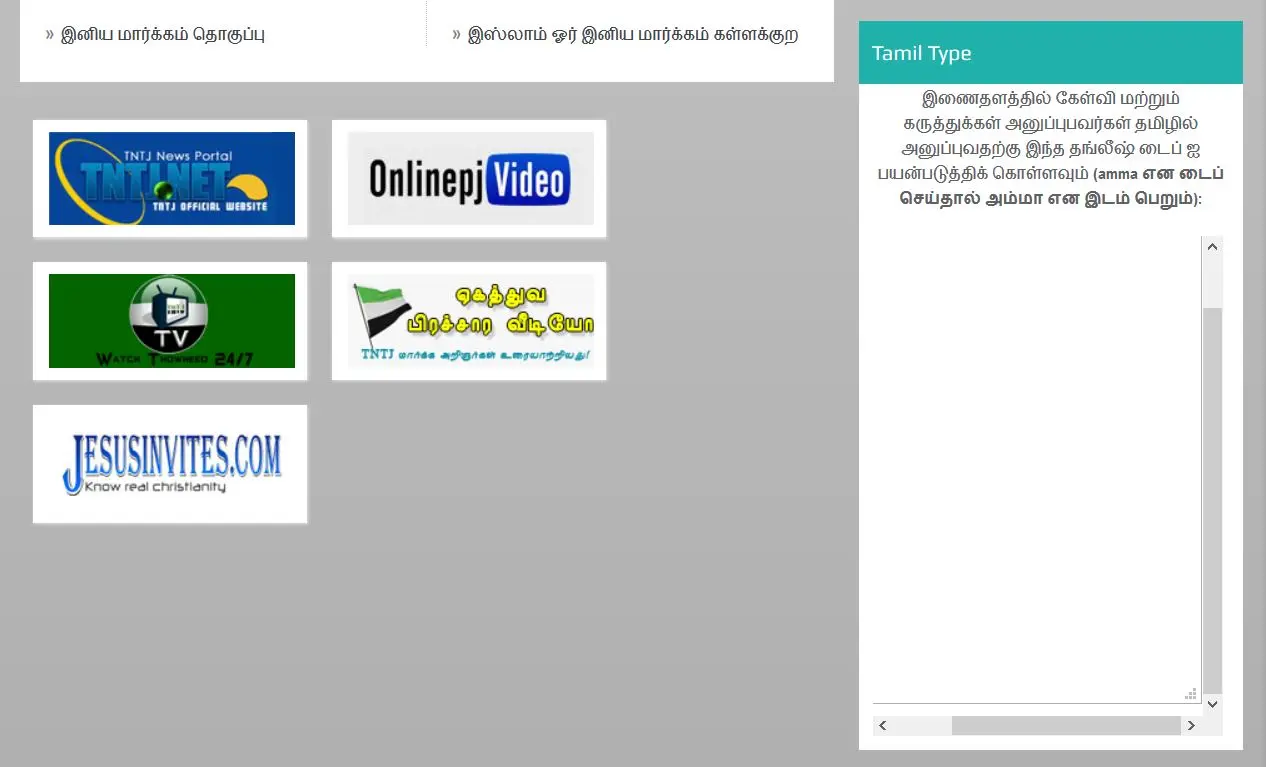 » இனிய மார்க்கம் தொகுப்பு
» இஸ்லாம் ஓர் இனிய மார்க்கம் கள்ளக்குற
TNTJ News Portal
TNTJ.NET
TNTJ OFFICIAL WEBSITE
Onlinepj Video
TV
WATCH THOWHEED 24/7
ஏகத்துவ
பிரச்சார வீடியோ
TNTJ மார்க்க அறிஞர்கள் உரையாற்றியது!
JESUSINVITES.COM
Know real christianity
Tamil Type
இணைதளத்தில் கேள்வி மற்றும்
கருத்துக்கள் அனுப்புபவர்கள் தமிழில்
அனுப்புவதற்கு இந்த தங்லீஷ் டைப் ஐ
பயன்படுத்திக் கொள்ளவும் (amma என டைப்
செய்தால் அம்மா என இடம் பெறும்):